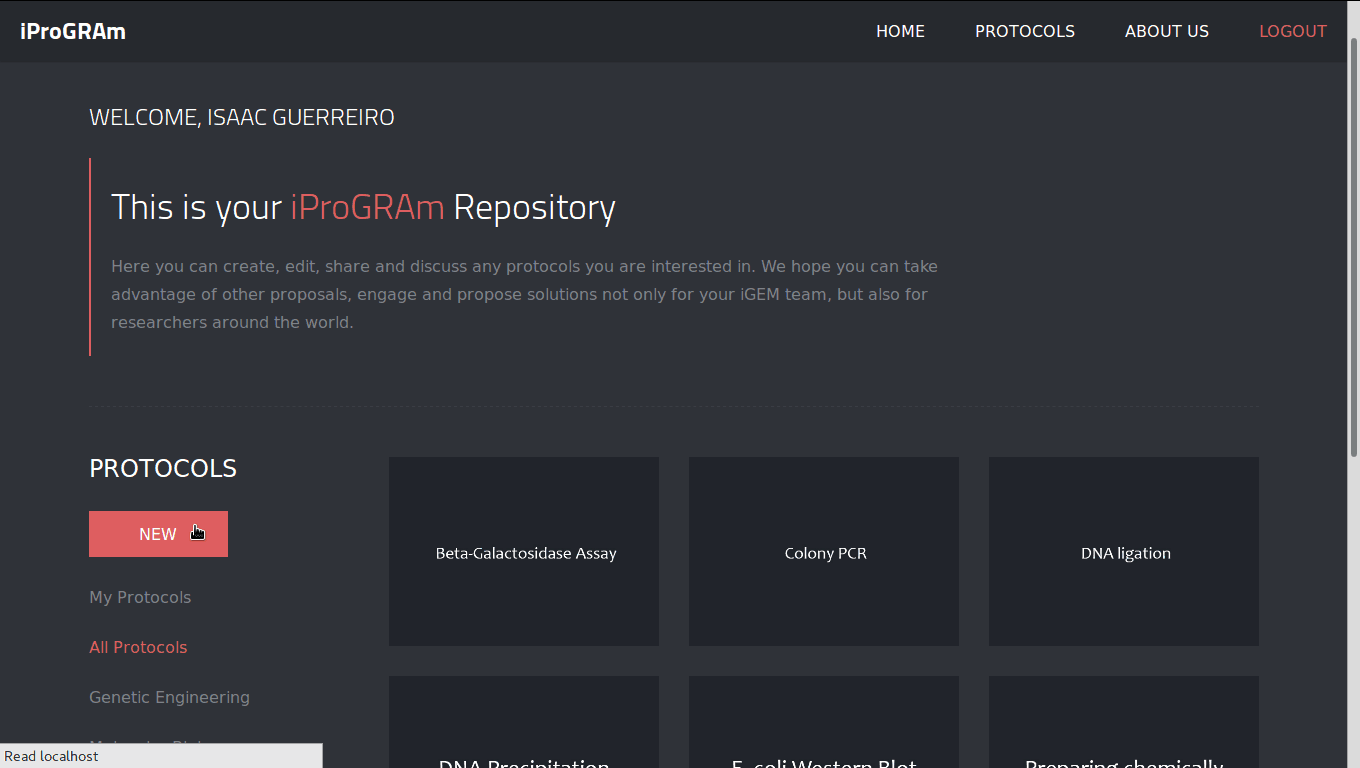 iProGRAm
HOME PROTOCOLS ABOUT US LOGOUT
WELCOME, ISAAC GUERREIRO
This is your iProGRAm Repository
Here you can create, edit, share and discuss any protocols you are interested in. We hope you can take
advantage of other proposals, engage and propose solutions not only for your iGEM team, but also for
researchers around the world.
PROTOCOLS
NEW
My Protocols
All Protocols
Genetic Engineering
Beta-Galactosidase Assay
Colony PCR
DNA ligation
DNA Precipitation
E. coli Western Blot
Preparing chemically
Read localhost